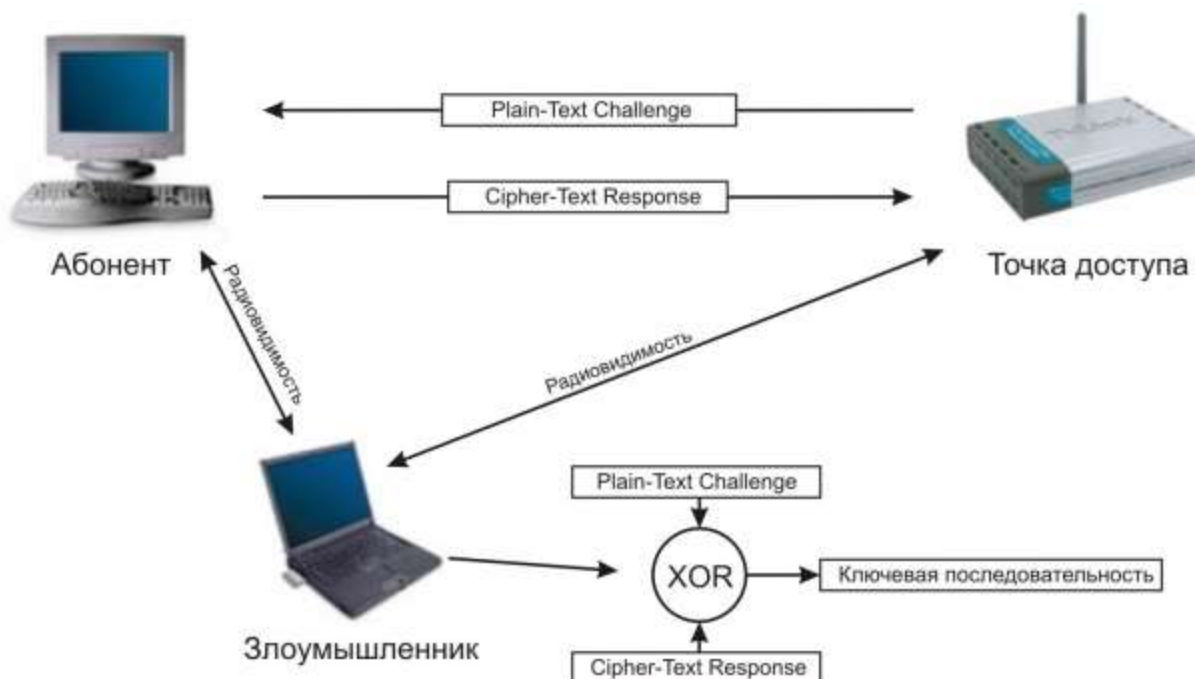 Plain-Text Challenge
Cipher-Text Response
Абонент
Точка доступа
Радиовидимость
Радиовидимость
Plain-Text Challenge
XOR
Ключевая последовательность
Злоумышленник
Cipher-Text Response